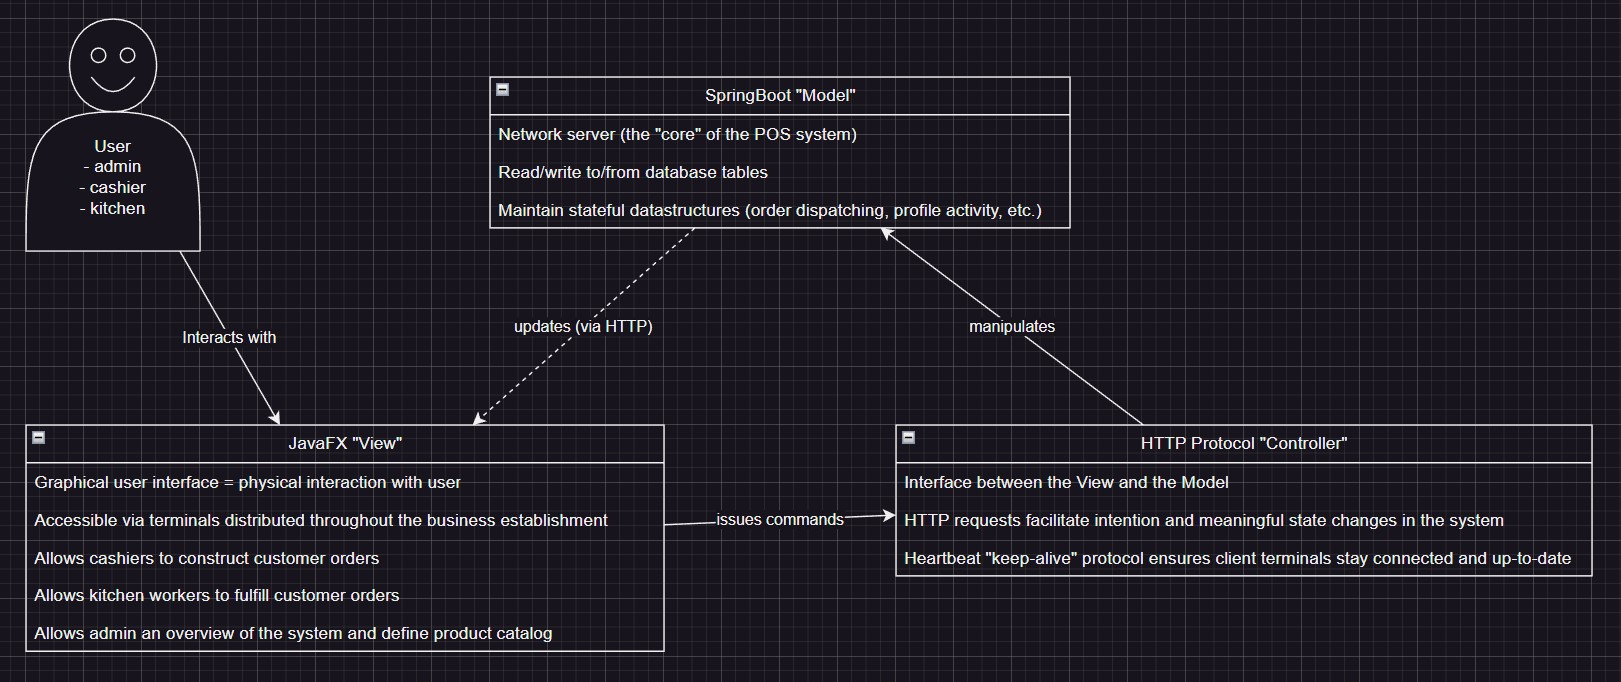 User
- admin
- cashier
- kitchen
SpringBoot "Model"
Network server (the "core" of the POS system)
Read/write to/from database tables
Maintain stateful datastructures (order dispatching, profile activity, etc.)
Interacts with
updates (via HTTP)
manipulates
JavaFX "View"
Graphical user interface = physical interaction with user
Accessible via terminals distributed throughout the business establishment
Allows cashiers to construct customer orders
Allows kitchen workers to fulfill customer orders
Allows admin an overview of the system and define product catalog
issues commands
HTTP Protocol "Controller"
Interface between the View and the Model
HTTP requests facilitate intention and meaningful state changes in the system
Heartbeat "keep-alive" protocol ensures client terminals stay connected and up-to-date